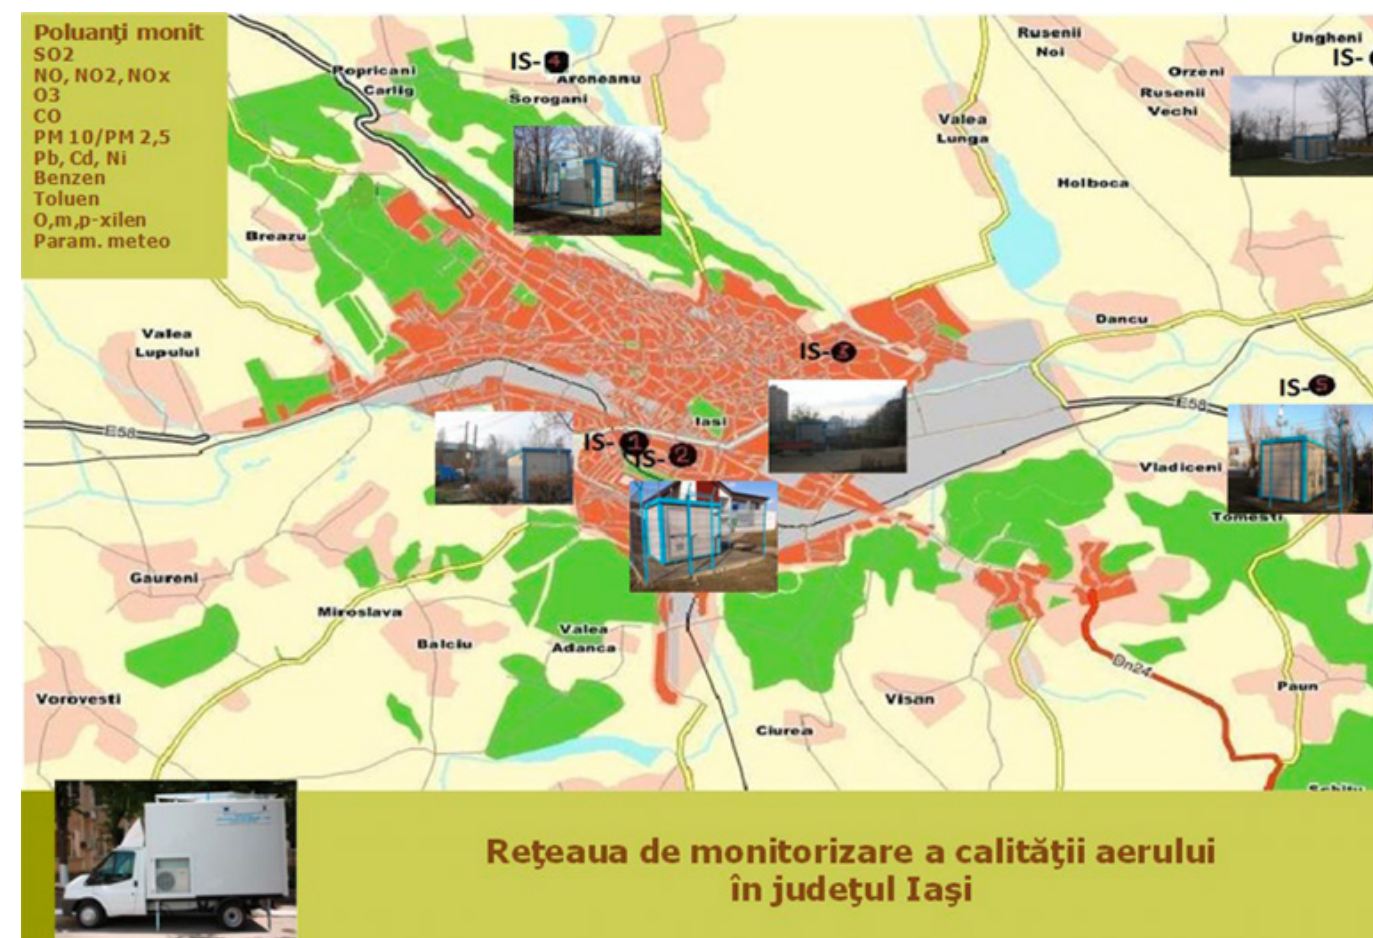 Poluanţi monit
SO2
NO, NO2, NOx
O3
CO
PM 10/PM 2,5
Pb, Cd, Ni
Benzen
Toluen
O,m,p-xilen
Param. meteo
IS-4
Aroneanu
Sorogani
Popricani
Carlig
Rusenii
Noi
Ungheni
IS-
Orzeni
Rusenii
Vechi
Valea
Lunga
Holboca
Breazu
Dancu
Valea
Lupului
IS-3
IS-5
E58
E58
Iasi
IS-1
IS-2
Vladiceni
Tomesti
Gaureni
Miroslava
Balciu
Valea
Adanca
Dn24
Vorovesti
Visan
Paun
Ciurea
Reţeaua de monitorizare a calităţii aerului
în judeţul Iaşi